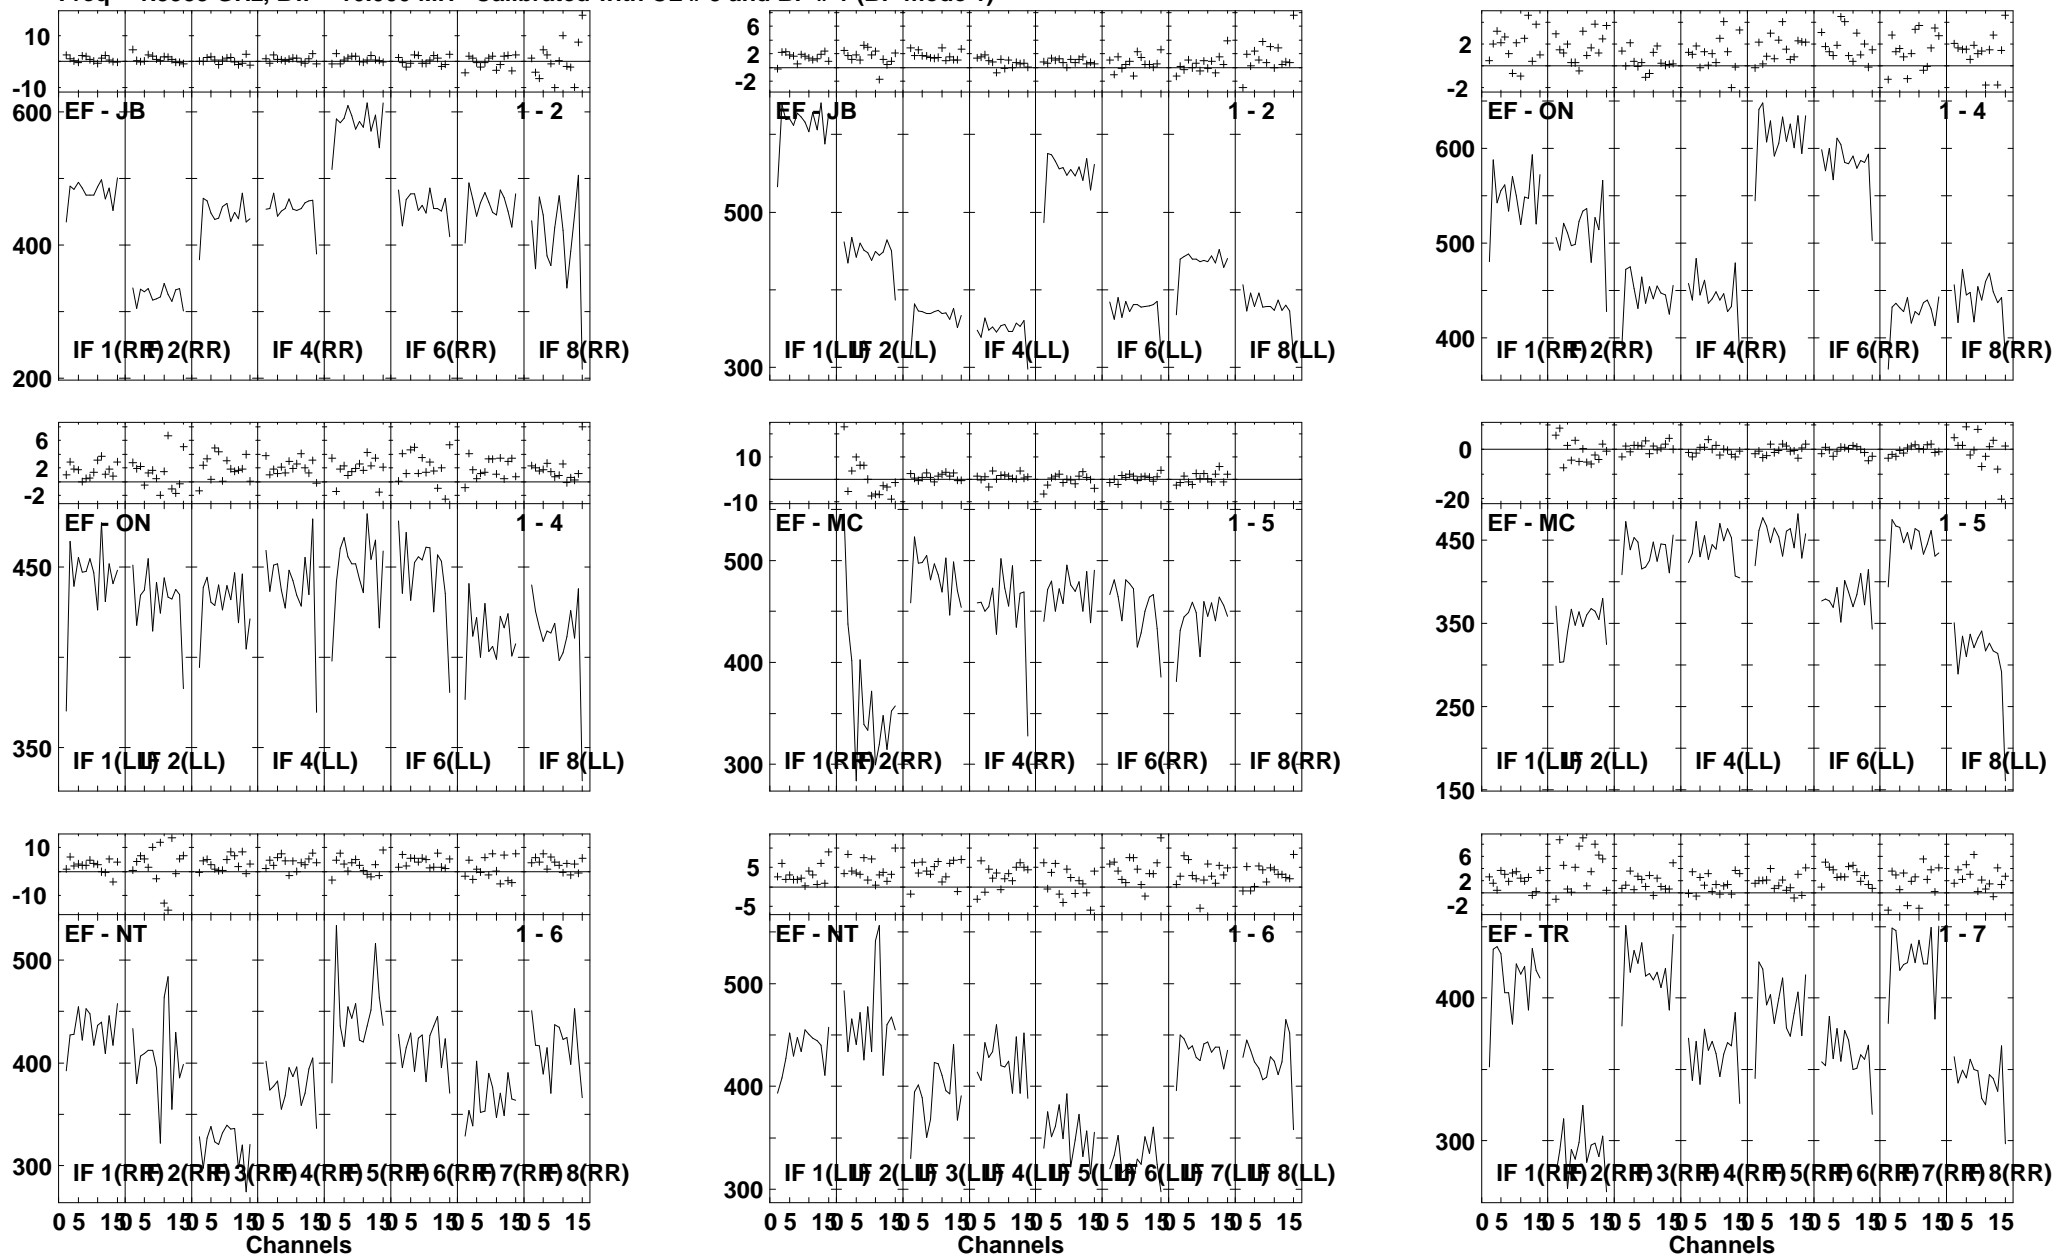 10
-10
EF - JB 1 - 2
600
400
200
IF 1(RR) IF 2(RR) IF 4(RR) IF 6(RR) IF 8(RR)
6
2
-2
EF - JB 1 - 2
500
300
IF 1(LL) IF 2(LL) IF 4(LL) IF 6(LL) IF 8(LL)
2
-2
EF - ON 1 - 4
600
500
400
IF 1(RR) IF 2(RR) IF 4(RR) IF 6(RR) IF 8(RR)
6
2
-2
EF - ON 1 - 4
450
350
IF 1(LL) IF 2(LL) IF 4(LL) IF 6(LL) IF 8(LL)
10
-10
EF - MC 1 - 5
500
400
300
IF 1(RR) IF 2(RR) IF 4(RR) IF 6(RR) IF 8(RR)
0
-20
EF - MC 1 - 5
450
350
250
150
IF 1(LL) IF 2(LL) IF 4(LL) IF 6(LL) IF 8(LL)
10
-10
EF - NT 1 - 6
500
400
300
IF 1(RR) IF 2(RR) IF 3(RR) IF 4(RR) IF 5(RR) IF 6(RR) IF 7(RR) IF 8(RR)
0 5 15 0 5 15 0 5 15 0 5 15 0 5 15 0 5 15 0 5 15 0 5 15
Channels
5
-5
EF - NT 1 - 6
500
400
300
IF 1(LL) IF 2(LL) IF 3(LL) IF 4(LL) IF 5(LL) IF 6(LL) IF 7(LL) IF 8(LL)
0 5 15 0 5 15 0 5 15 0 5 15 0 5 15 0 5 15 0 5 15 0 5 15
Channels
6
2
-2
EF - TR 1 - 7
400
300
IF 1(RR) IF 2(RR) IF 3(RR) IF 4(RR) IF 5(RR) IF 6(RR) IF 7(RR) IF 8(RR)
0 5 15 0 5 15 0 5 15 0 5 15 0 5 15 0 5 15 0 5 15 0 5 15
Channels